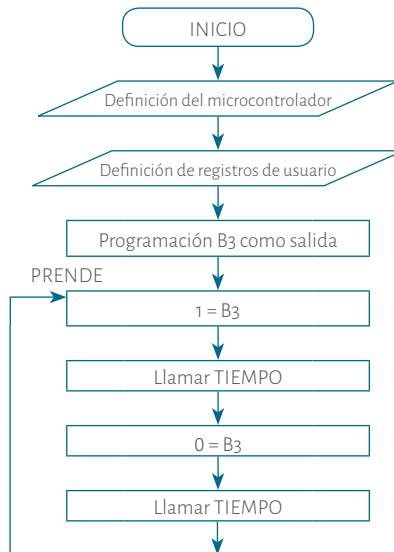 INICIO
Definición del microcontrolador
Definición de registros de usuario
Programación B3 como salida
PRENDE
1 = B3
Llamar TIEMPO
0 = B3
Llamar TIEMPO